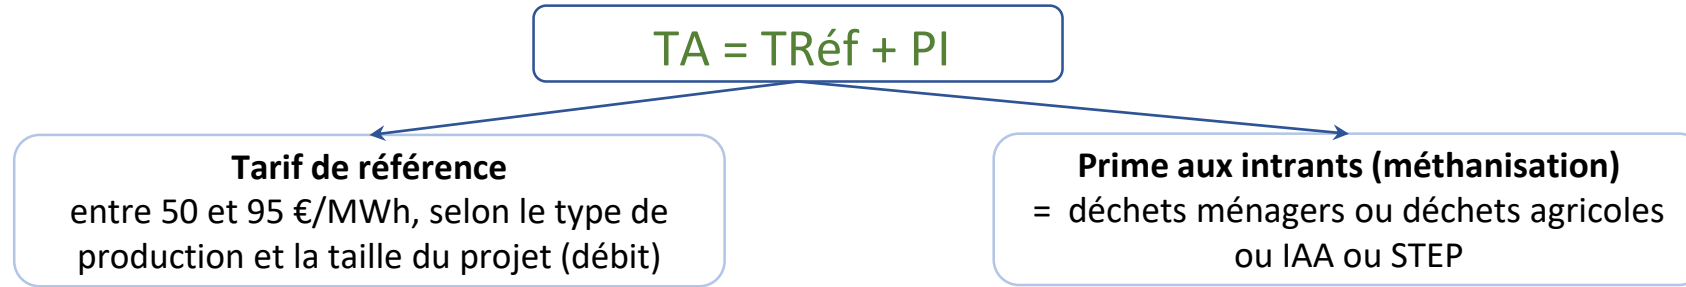 TA = TRéf + PI
Tarif de référence
entre 50 et 95 €/MWh, selon le type de
production et la taille du projet (débit)
Prime aux intrants (méthanisation)
= déchets ménagers ou déchets agricoles
ou IAA ou STEP